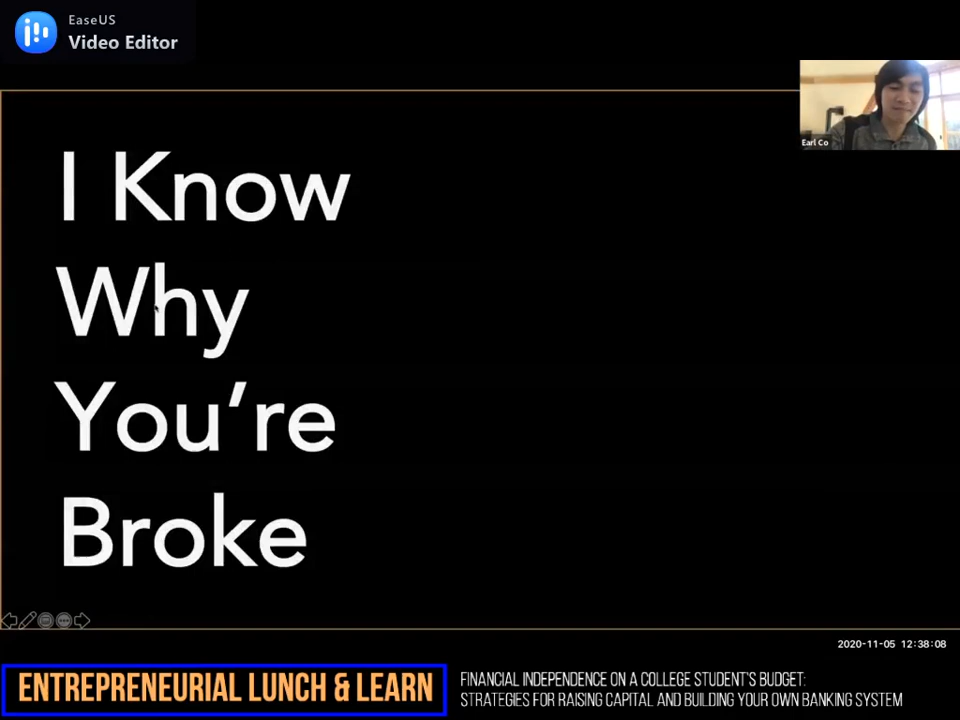 EaseUS
Video Editor
Earl Co
I Know
Why
You’re
Broke
2020-11-05 12:38:08
ENTREPRENEURIAL LUNCH & LEARN
FINANCIAL INDEPENDENCE ON A COLLEGE STUDENT'S BUDGET:
STRATEGIES FOR RAISING CAPITAL AND BUILDING YOUR OWN BANKING SYSTEM